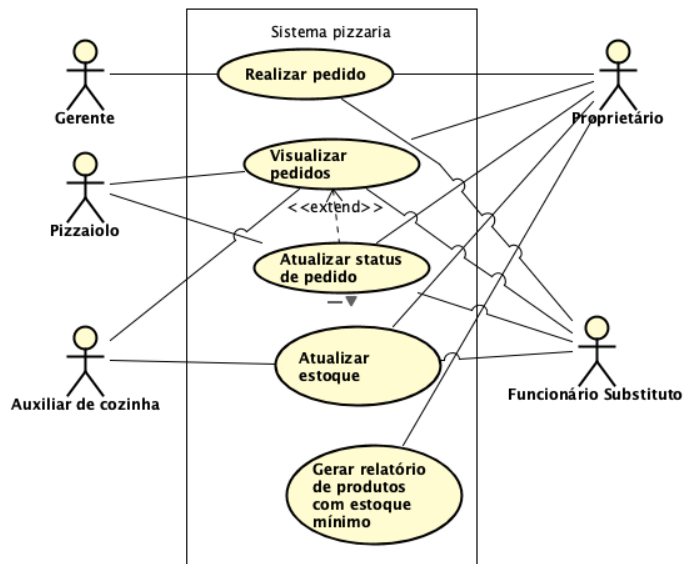 Sistema pizzaria
Realizar pedido
Gerente
Proprietário
Visualizar
pedidos
Pizzaiolo
<<extend>>
Atualizar status
de pedido
Atualizar
estoque
Auxiliar de cozinha
Funcionário Substituto
Gerar relatório
de produtos
com estoque
mínimo